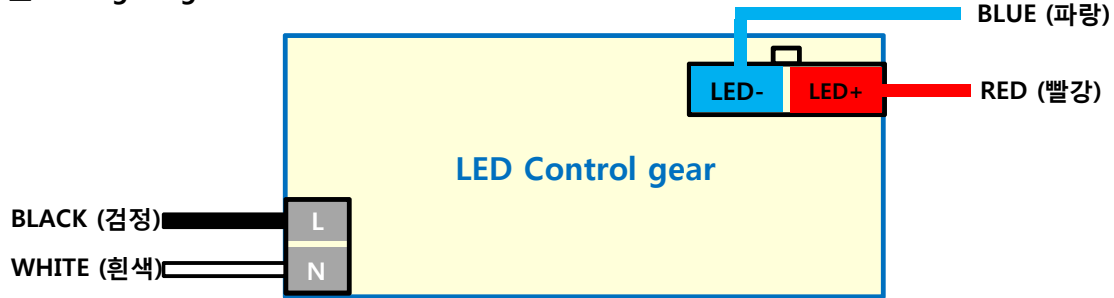 BLUE (파랑)
LED-
LED+
RED (빨강)
LED Control gear
BLACK (검정)
L
WHITE (흰색)
N